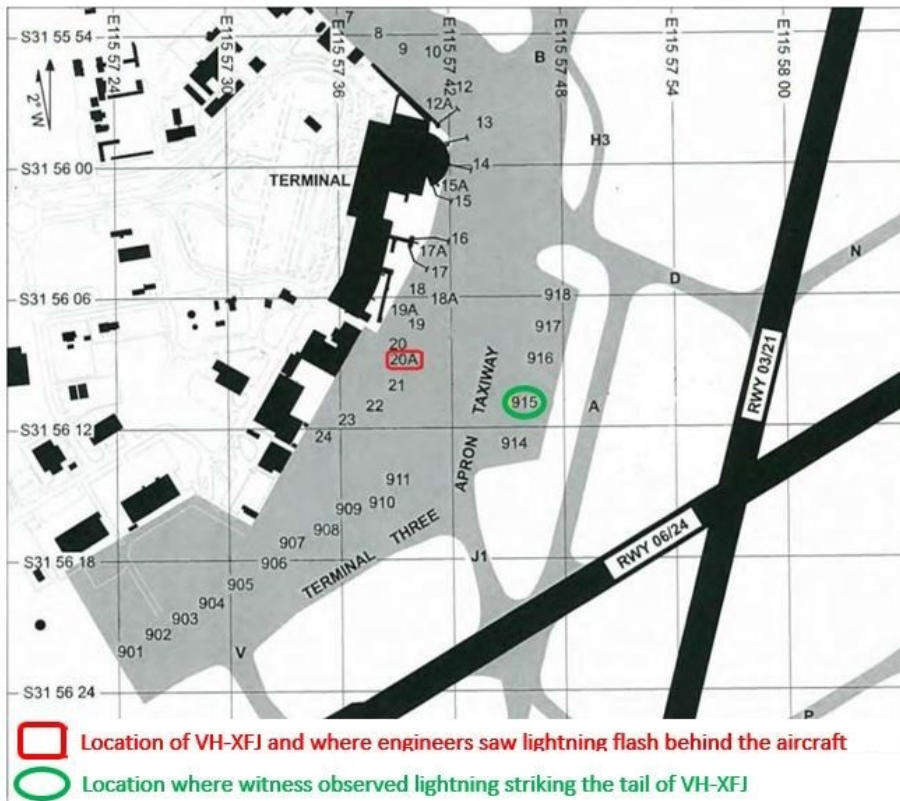 7
S31 55 54
E115 57 24
E115 57 30
E115 57 36
8
9
10
E115 57 42
B
E115 57 48
E115 57 54
E115 58 00
2° W
12
12A
13
H3
S31 56 00
14
TERMINAL
15A
15
16
17A
17
N
D
18
S31 56 06
18A
918
19A
19
917
20
20A
916
RWY 03/21
21
TAXIWAY
915
22
A
23
S31 56 12
24
914
APRON
911
910
909
908
TERMINAL THREE
907
RWY 06/24
J1
S31 56 18
906
905
904
903
902
901
V
S31 56 24
P
Location of VH-XFJ and where engineers saw lightning flash behind the aircraft
Location where witness observed lightning striking the tail of VH-XFJ